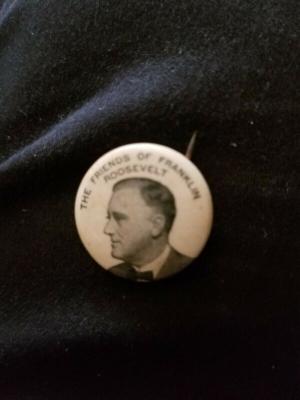 THE FRIENDS OF FRANKLIN
ROOSEVELT